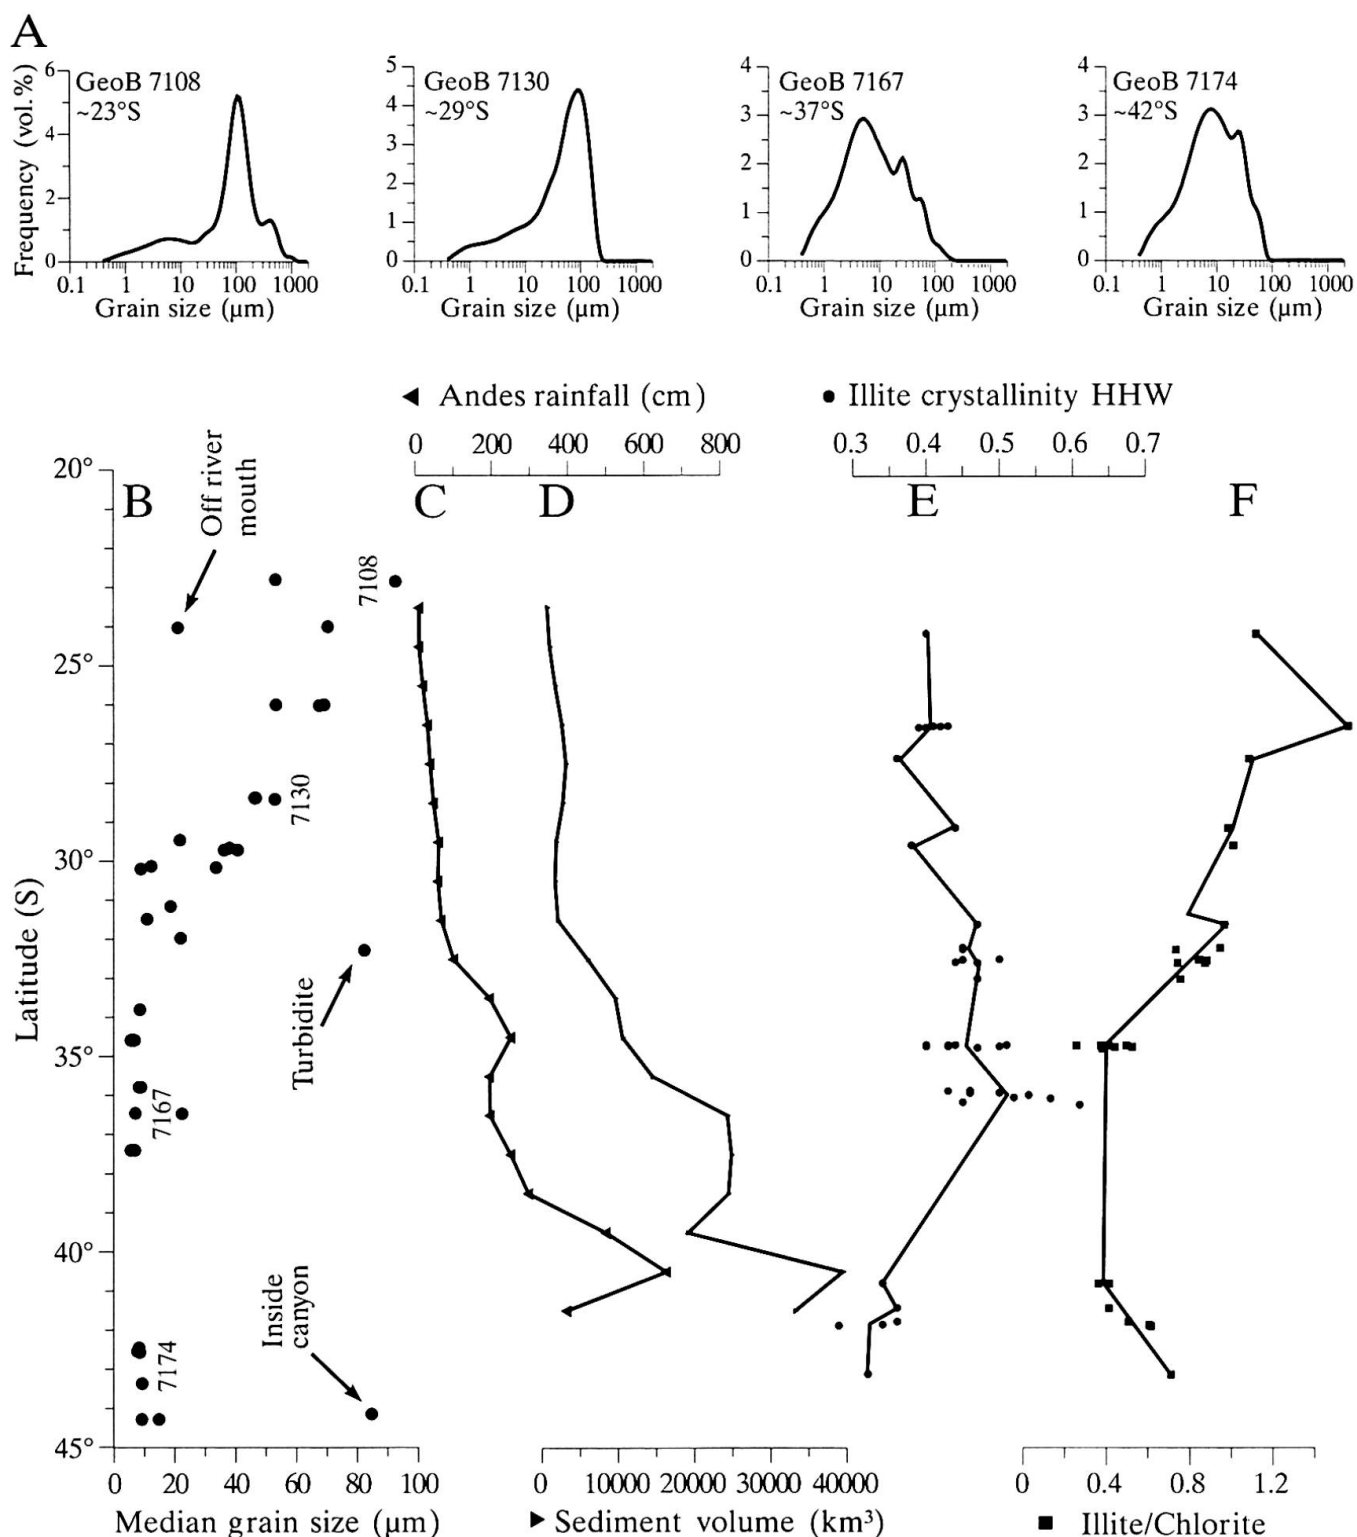 A
GeoB 7108
~23°S
GeoB 7130
~29°S
GeoB 7167
~37°S
GeoB 7174
~42°S
Frequency (vol.%)
6
4
2
0
5
4
3
2
1
0
4
3
2
1
0
4
3
2
1
0
0.1 1 10 100 1000
0.1 1 10 100 1000
0.1 1 10 100 1000
0.1 1 10 100 1000
Grain size (µm)
Grain size (µm)
Grain size (µm)
Grain size (µm)
◄ Andes rainfall (cm)
● Illite crystallinity HHW
0 200 400 600 800
0.3 0.4 0.5 0.6 0.7
B
C
D
E
F
Off river
mouth
7108
7130
Turbidite
7167
Inside
canyon
7174
Latitude (S)
20°
25°
30°
35°
40°
45°
0 20 40 60 80 100
0 10000 20000 30000 40000
0 0.4 0.8 1.2
Median grain size (µm)
► Sediment volume (km³)
■ Illite/Chlorite